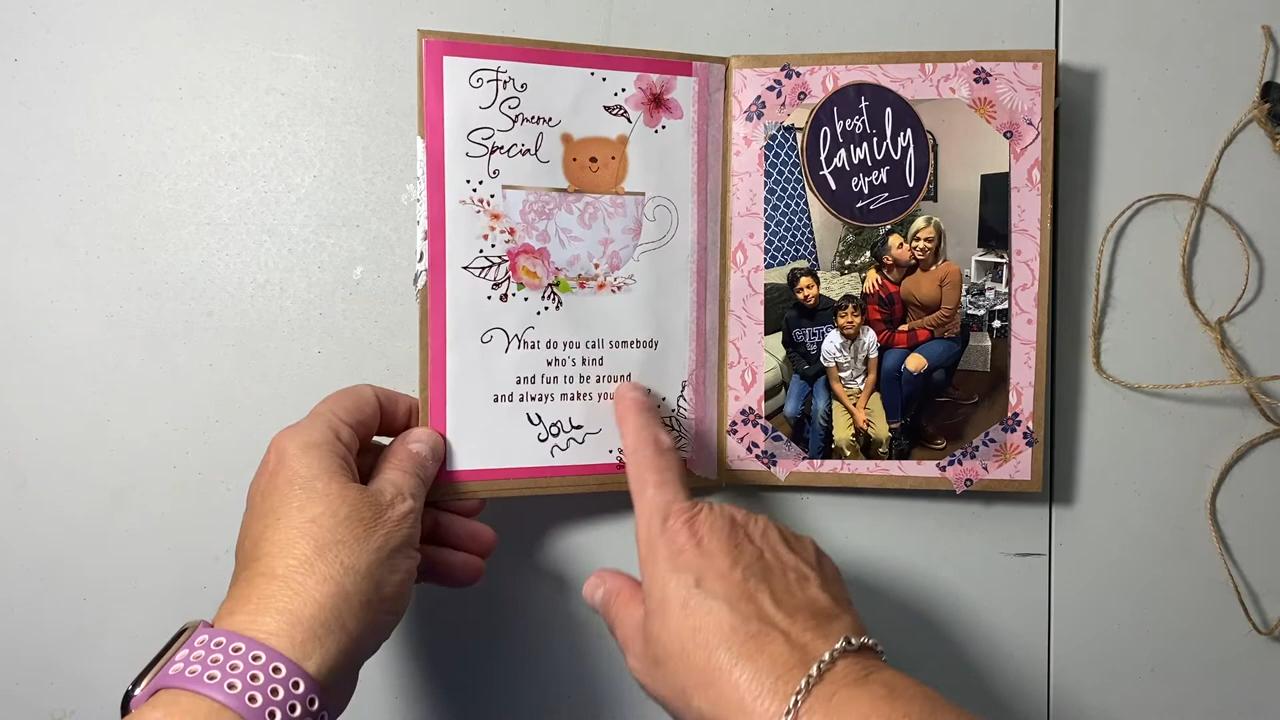 For
Someone
Special
What do you call somebody
who's kind
and fun to be around
and always makes you
You
best
family
ever
COLTS